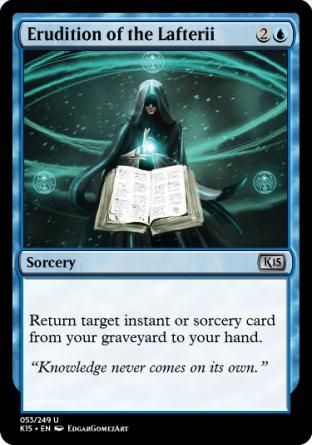 Erudition of the Lafterii 2
Sorcery K15
Return target instant or sorcery card
from your graveyard to your hand.
“Knowledge never comes on its own.”
053/249 U
K15 • EN EdgarGomezArt